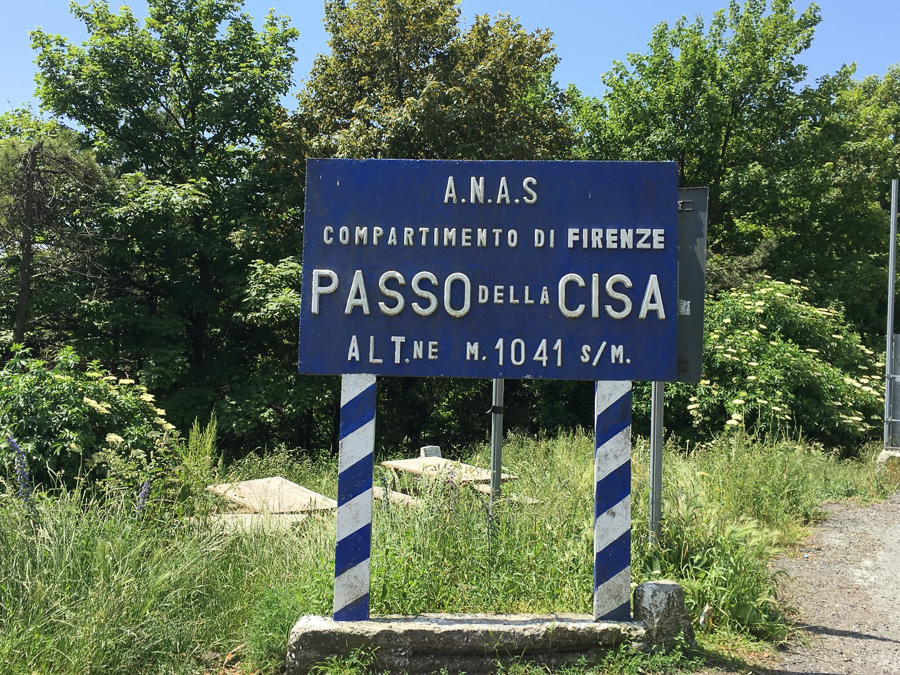 A.N.A.S
COMPARTIMENTO DI FIRENZE
PASSO DELLA CISA
ALT.NE M.1041 S/M.